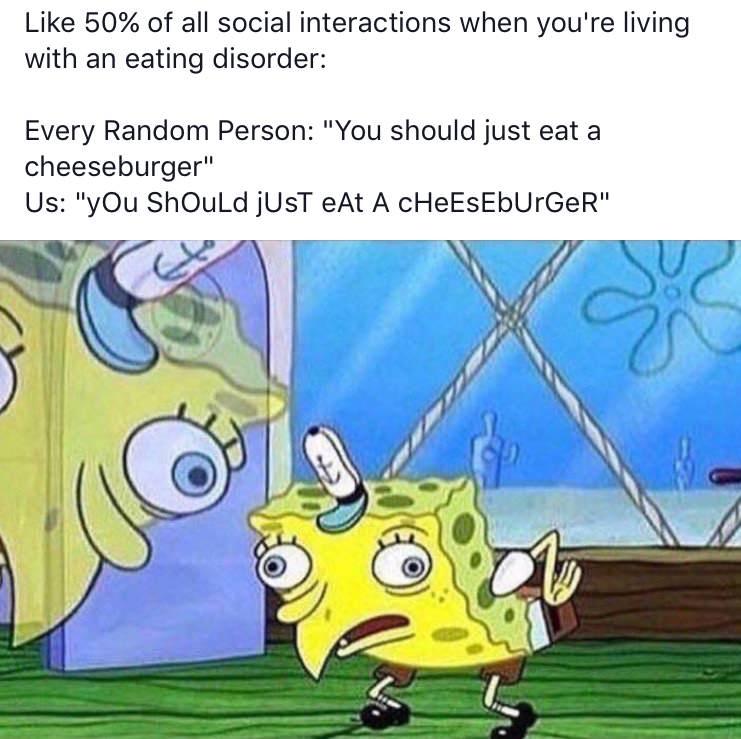 Like 50% of all social interactions when you're living
with an eating disorder:
Every Random Person: "You should just eat a
cheeseburger"
Us: "yOu ShOuLd jUsT eAt A cHeEsEbUrGeR"